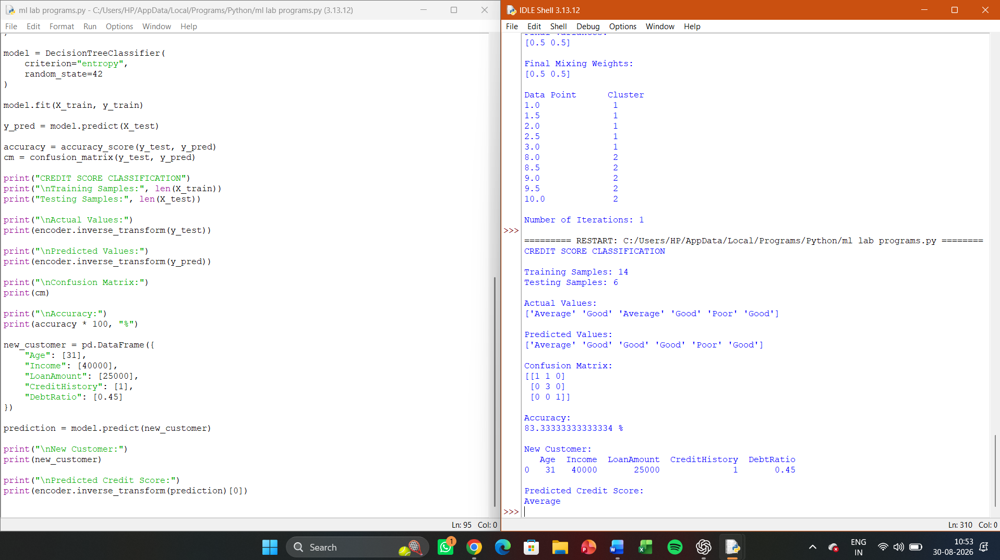 ml lab programs.py - C:/Users/HP/AppData/Local/Programs/Python/ml lab programs.py (3.13.12)
File Edit Format Run Options Window Help
)
model = DecisionTreeClassifier(
    criterion="entropy",
    random_state=42
)
model.fit(X_train, y_train)
y_pred = model.predict(X_test)
accuracy = accuracy_score(y_test, y_pred)
cm = confusion_matrix(y_test, y_pred)
print("CREDIT SCORE CLASSIFICATION")
print("\nTraining Samples:", len(X_train))
print("Testing Samples:", len(X_test))
print("\nActual Values:")
print(encoder.inverse_transform(y_test))
print("\nPredicted Values:")
print(encoder.inverse_transform(y_pred))
print("\nConfusion Matrix:")
print(cm)
print("\nAccuracy:")
print(accuracy * 100, "%")
new_customer = pd.DataFrame({
    "Age": [31],
    "Income": [40000],
    "LoanAmount": [25000],
    "CreditHistory": [1],
    "DebtRatio": [0.45]
})
prediction = model.predict(new_customer)
print("\nNew Customer:")
print(new_customer)
print("\nPredicted Credit Score:")
print(encoder.inverse_transform(prediction)[0])
Ln: 95 Col: 0
IDLE Shell 3.13.12
File Edit Shell Debug Options Window Help
Final Variances:
[0.5 0.5]
Final Mixing Weights:
[0.5 0.5]
Data Point      Cluster
1.0              1
1.5              1
2.0              1
2.5              1
3.0              1
8.0              2
8.5              2
9.0              2
9.5              2
10.0             2
Number of Iterations: 1
>>>
========= RESTART: C:/Users/HP/AppData/Local/Programs/Python/ml lab programs.py ========
CREDIT SCORE CLASSIFICATION
Training Samples: 14
Testing Samples: 6
Actual Values:
['Average' 'Good' 'Average' 'Good' 'Poor' 'Good']
Predicted Values:
['Average' 'Good' 'Good' 'Good' 'Poor' 'Good']
Confusion Matrix:
[[1 1 0]
 [0 3 0]
 [0 0 1]]
Accuracy:
83.33333333333334 %
New Customer:
   Age  Income  LoanAmount  CreditHistory  DebtRatio
0   31   40000       25000              1       0.45
Predicted Credit Score:
Average
>>>
Ln: 310 Col: 0
Search
1
ENG
IN
10:53
30-08-2026